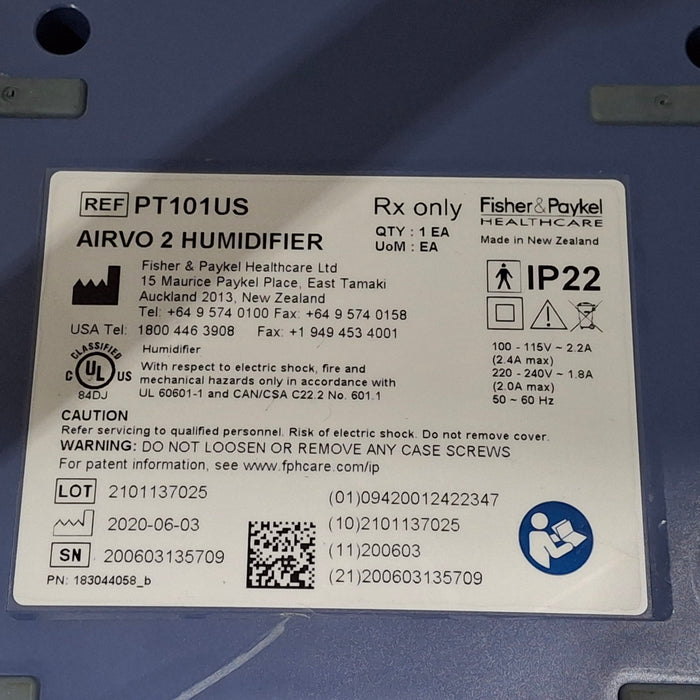 REF PT101US
Rx only
Fisher&Paykel
HEALTHCARE
QTY : 1 EA
UoM : EA
Made in New Zealand
AIRVO 2 HUMIDIFIER
Fisher & Paykel Healthcare Ltd
15 Maurice Paykel Place, East Tamaki
Auckland 2013, New Zealand
Tel: +64 9 574 0100 Fax: +64 9 574 0158
USA Tel: 1800 446 3908 Fax: +1 949 453 4001
IP22
CLASSIFIED
C UL US
84DJ
Humidifier
With respect to electric shock, fire and
mechanical hazards only in accordance with
UL 60601-1 and CAN/CSA C22.2 No. 601.1
100 - 115V ~ 2.2A
(2.4A max)
220 - 240V ~ 1.8A
(2.0A max)
50 ~ 60 Hz
CAUTION
Refer servicing to qualified personnel. Risk of electric shock. Do not remove cover.
WARNING: DO NOT LOOSEN OR REMOVE ANY CASE SCREWS
For patent information, see www.fphcare.com/ip
LOT 2101137025
2020-06-03
SN 200603135709
PN: 183044058_b
(01)09420012422347
(10)2101137025
(11)200603
(21)200603135709